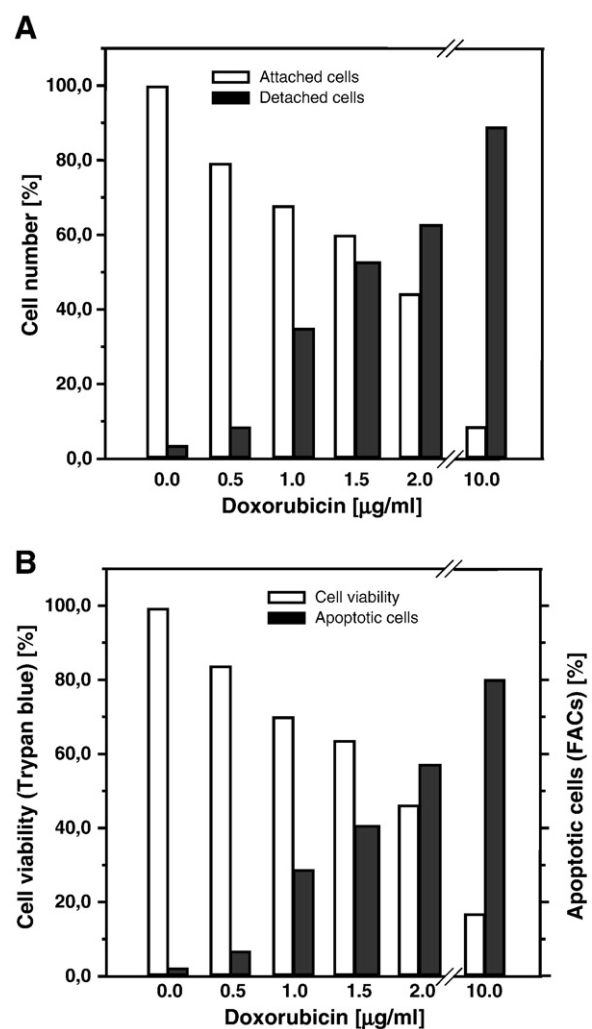 A
Attached cells
Detached cells
Cell number [%]
100,0
80,0
60,0
40,0
20,0
0,0
0.0 0.5 1.0 1.5 2.0 10.0
Doxorubicin [μg/ml]
B
Cell viability
Apoptotic cells
Cell viability (Trypan blue) [%]
100,0
80,0
60,0
40,0
20,0
0,0
Apoptotic cells (FACs) [%]
0.0 0.5 1.0 1.5 2.0 10.0
Doxorubicin [μg/ml]